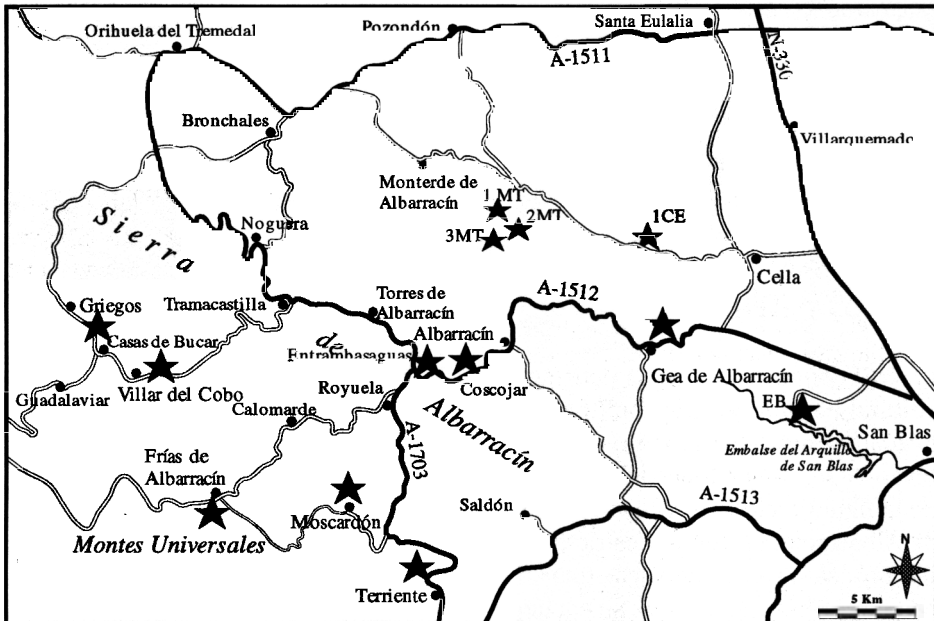 Santa Eulalia
Pozondón
Orihuela del Tremedal
A-1511
N-330
Bronchales
Villarquemado
Monterde de
Albarracín
1 MT
2MT
3MT
1CE
Sierra
Noguera
Cella
Griegos
Tramacastilla
Torres de
Albarracín
A-1512
Albarracín
de
Entrambasaguas
Casas de Bucar
Villar del Cobo
Guadalaviar
Royuela
Coscojar
Gea de Albarracín
EB
Calomarde
Albarracín
A-1703
San Blas
Embalse del Arquillo
de San Blas
Frías de
Albarracín
Moscardón
Saldón
A-1513
Montes Universales
Terriente
N
5 Km